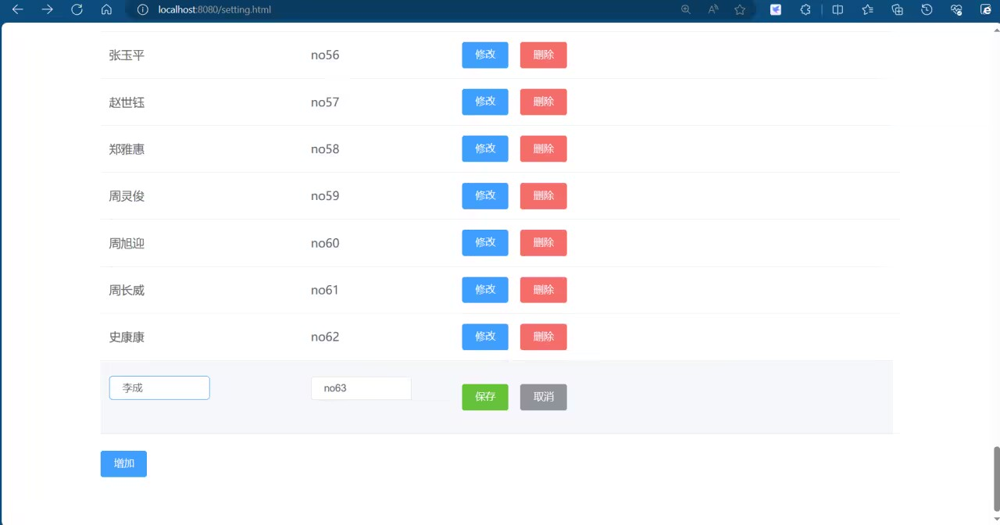 localhost:8080/setting.html
张玉平 no56 修改 删除
赵世钰 no57 修改 删除
郑雅惠 no58 修改 删除
周灵俊 no59 修改 删除
周旭迎 no60 修改 删除
周长威 no61 修改 删除
史康康 no62 修改 删除
李成 no63 保存 取消
增加